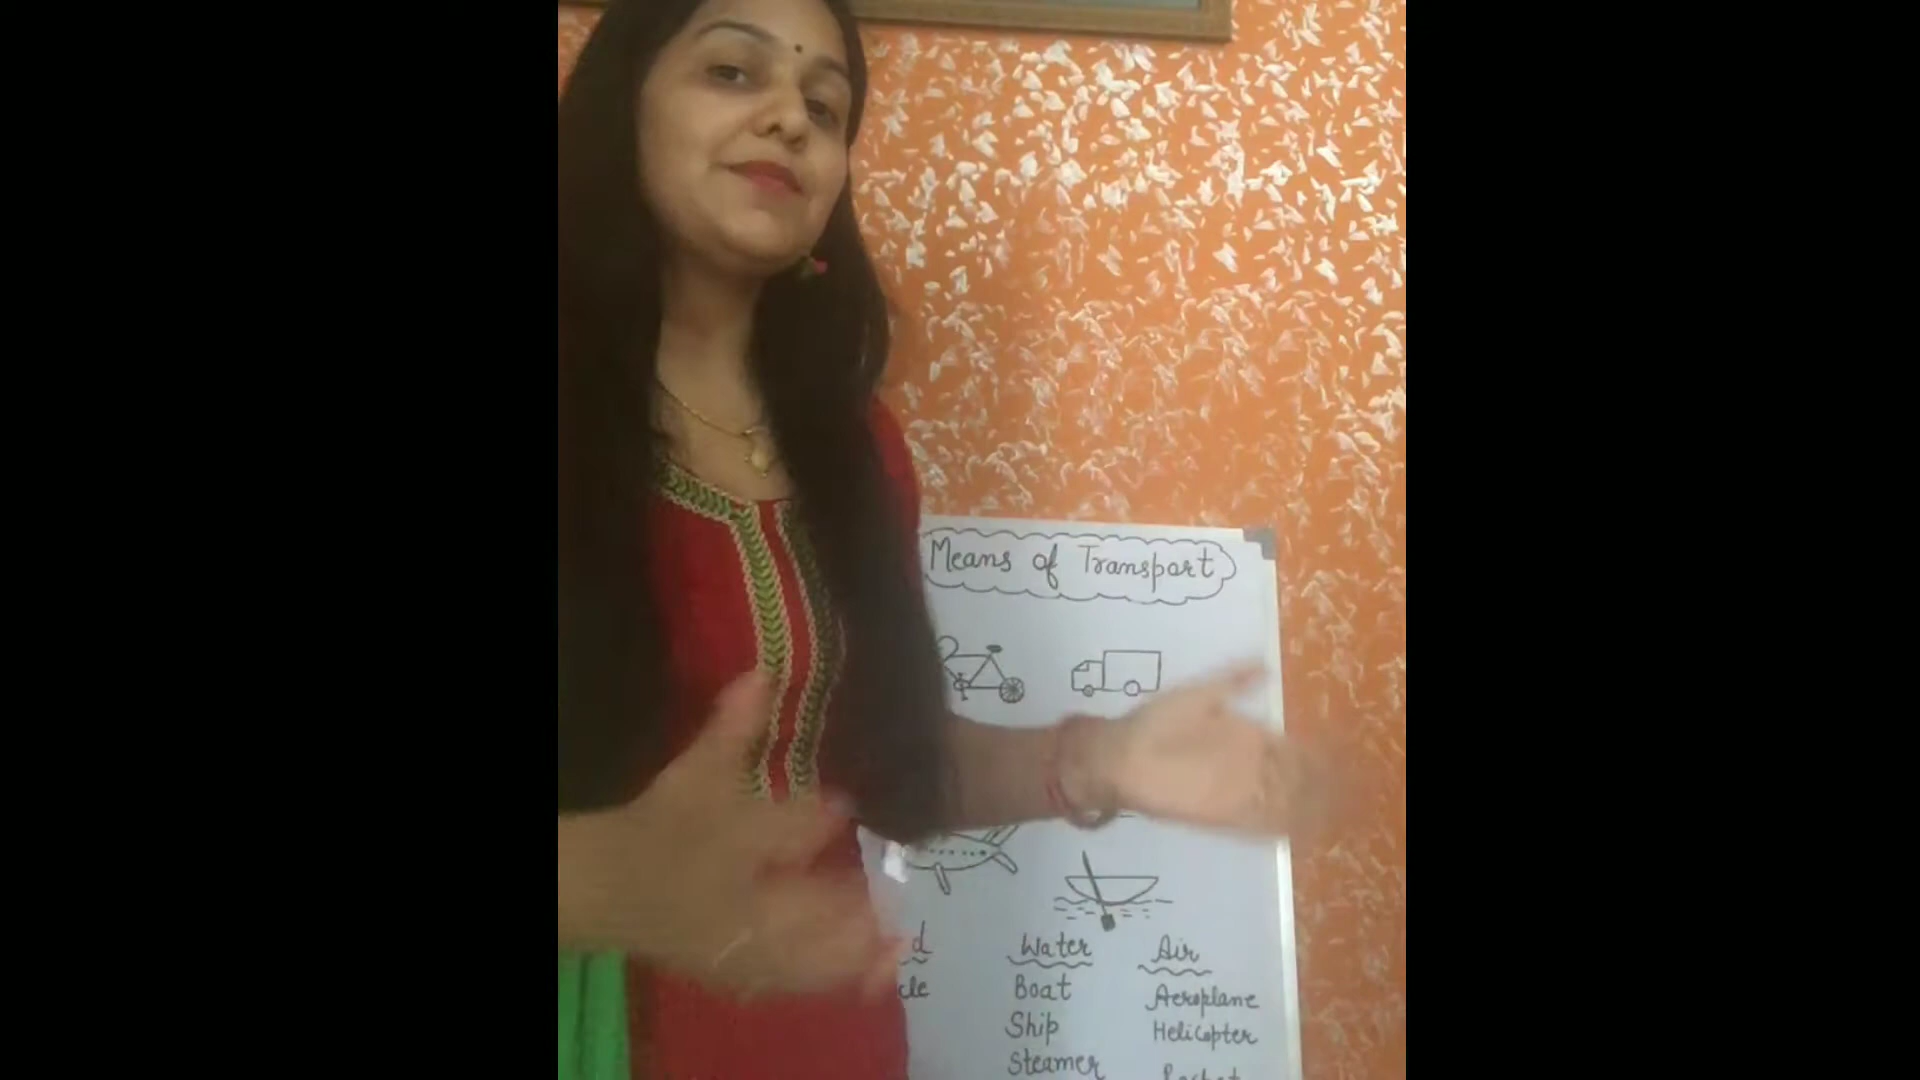 Means of Transport
Water Air
Boat Aeroplane
Ship Helicopter
Steamer